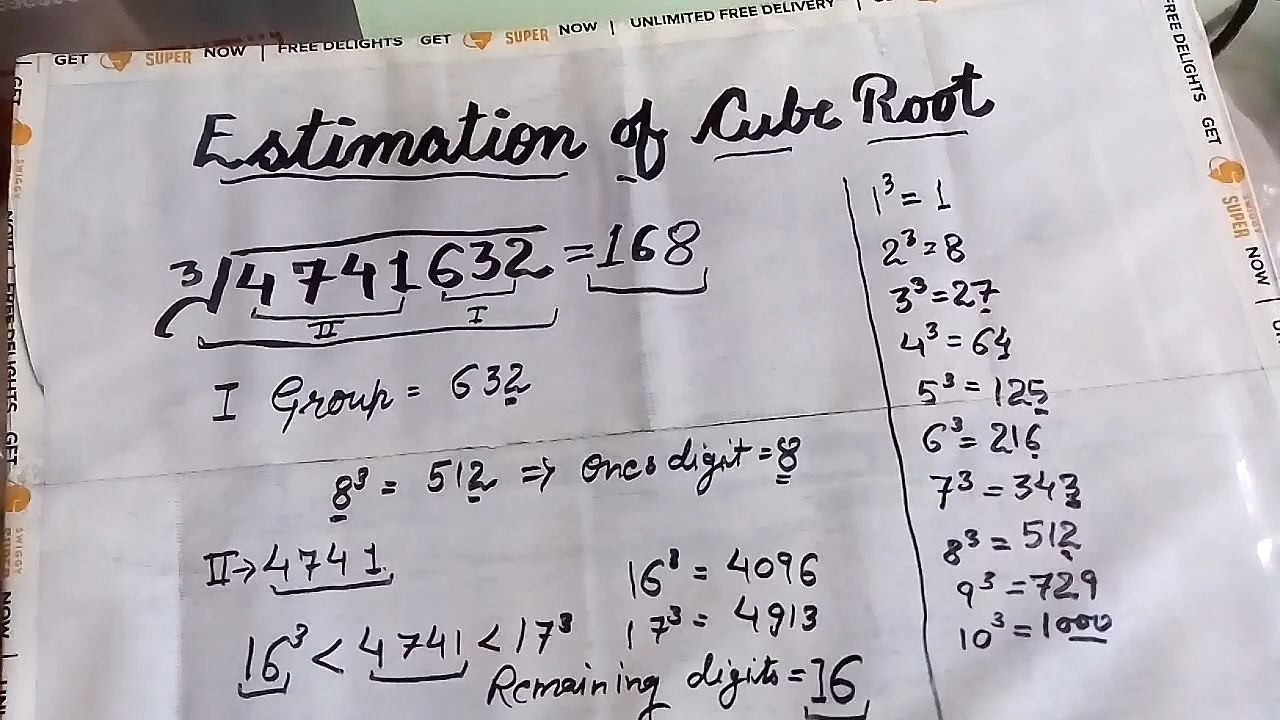 GET SUPER NOW | FREE DELIGHTS GET SUPER NOW | UNLIMITED FREE DELIVERY
FREE DELIGHTS GET SUPER NOW |
Estimation of Cube Root
³√4741632 = 168
II I
I Group = 632
8³ = 512 => Ones digit = 8
II→4741
16³ = 4096
17³ = 4913
16³ < 4741 < 17³
Remaining digits = 16
1³ = 1
2³ = 8
3³ = 27
4³ = 64
5³ = 125
6³ = 216
7³ = 343
8³ = 512
9³ = 729
10³ = 1000